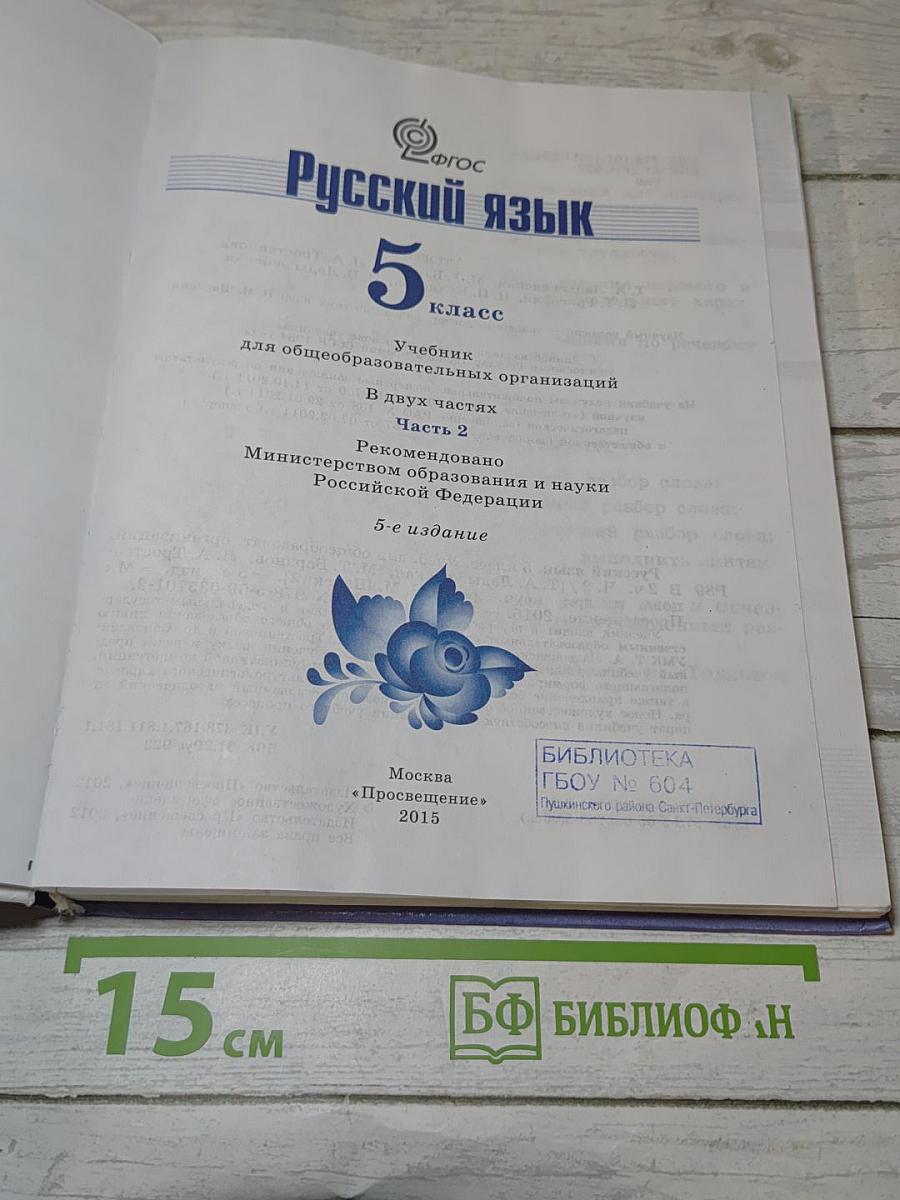 ФГОС
Русский язык
5 класс
Учебник
для общеобразовательных организаций
В двух частях
Часть 2
Рекомендовано
Министерством образования и науки
Российской Федерации
5-е издание
Москва
«Просвещение»
2015
БИБЛИОТЕКА
ГБОУ № 604
Пушкинского района Санкт-Петербурга
15 см
БФ БИБЛИОФ